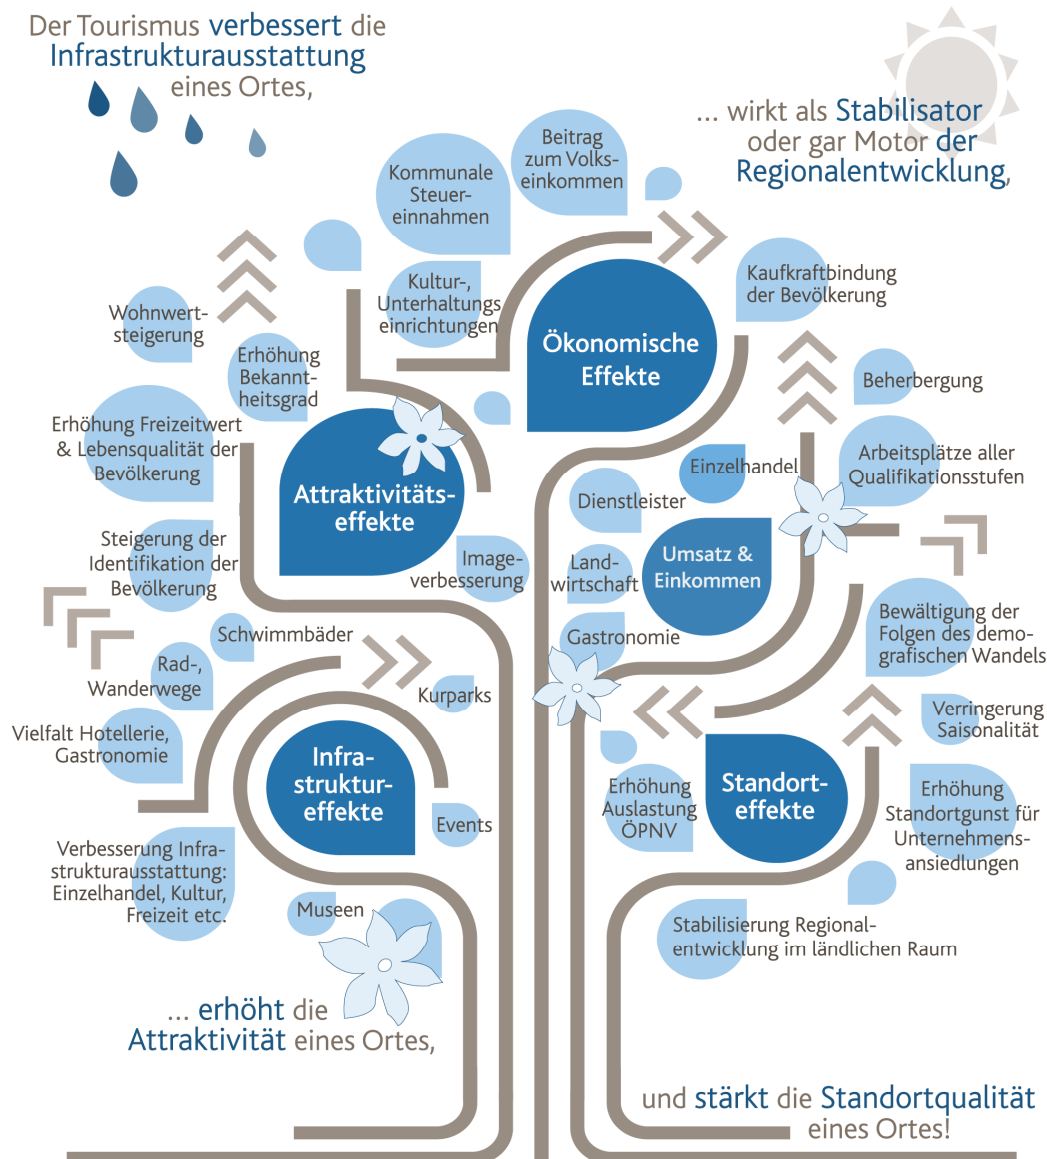 Der Tourismus verbessert die
Infrastrukturausstattung
eines Ortes,
... wirkt als Stabilisator
oder gar Motor der
Regionalentwicklung,
Beitrag
zum Volks-
einkommen
Kommunale
Steuer-
einnahmen
Kultur-,
Unterhaltungs
einrichtungen
Ökonomische
Effekte
Kaufkraftbindung
der Bevölkerung
Wohnwert-
steigerung
Erhöhung
Bekannt-
heitsgrad
Beherbergung
Erhöhung Freizeitwert
& Lebensqualität der
Bevölkerung
Attraktivitäts-
effekte
Einzelhandel
Arbeitsplätze aller
Qualifikationsstufen
Dienstleister
Steigerung der
Identifikation der
Bevölkerung
Image-
verbesserung
Land-
wirtschaft
Umsatz &
Einkommen
Gastronomie
Bewältigung der
Folgen des demo-
grafischen Wandels
Schwimmbäder
Rad-,
Wanderwege
Kurparks
Vielfalt Hotellerie,
Gastronomie
Verringerung
Saisonalität
Infra-
struktur-
effekte
Erhöhung
Auslastung
ÖPNV
Standort-
effekte
Erhöhung
Standortgunst für
Unternehmens-
ansiedlungen
Events
Verbesserung Infra-
strukturausstattung:
Einzelhandel, Kultur,
Freizeit etc.
Museen
Stabilisierung Regional-
entwicklung im ländlichen Raum
... erhöht die
Attraktivität eines Ortes,
und stärkt die Standortqualität
eines Ortes!